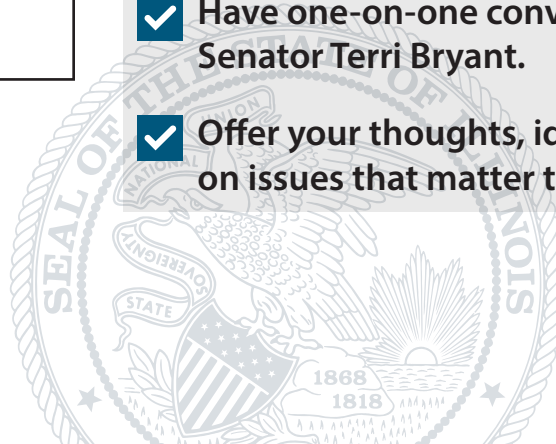 Have one-on-one conv
Senator Terri Bryant.
Offer your thoughts, i
on issues that matter t
SEAL OF THE STATE OF ILLINOIS
STATE
SOVEREIGNTY
NATIONAL
UNION
1868
1818